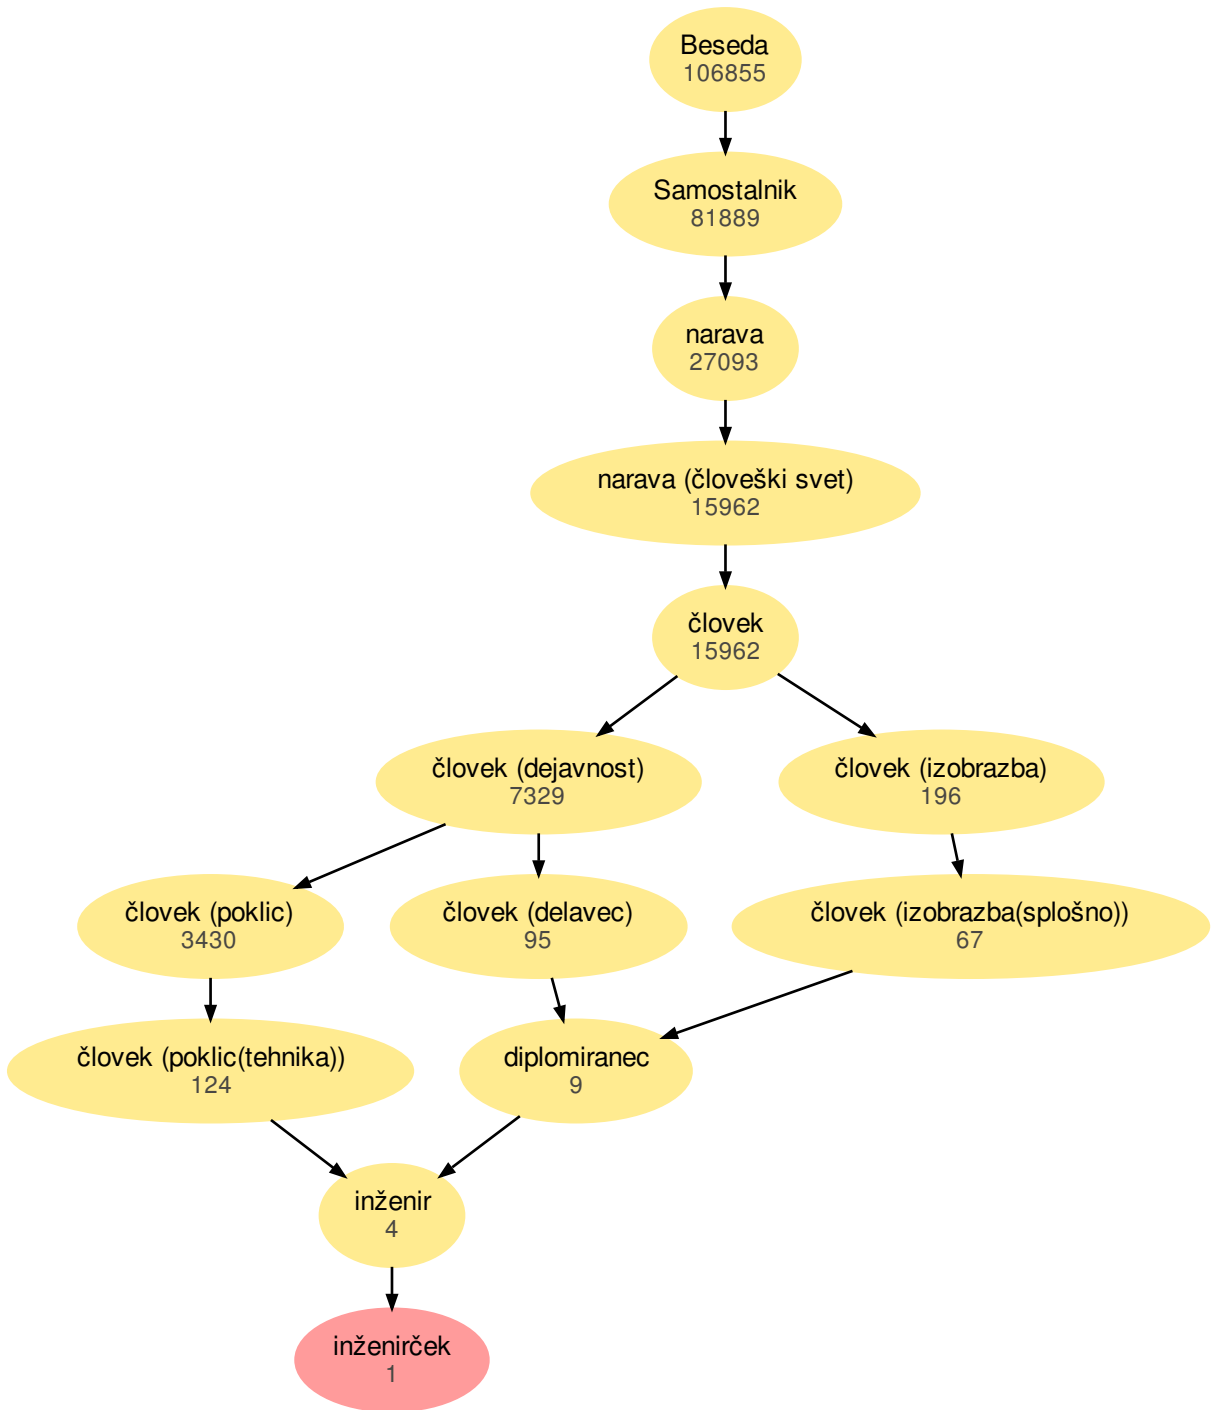 Beseda
106855
Samostalnik
81889
narava
27093
narava (človeški svet)
15962
človek
15962
človek (dejavnost)
7329
človek (izobrazba)
196
človek (poklic)
3430
človek (delavec)
95
človek (izobrazba(splošno))
67
človek (poklic(tehnika))
124
diplomiranec
9
inženir
4
inženirček
1